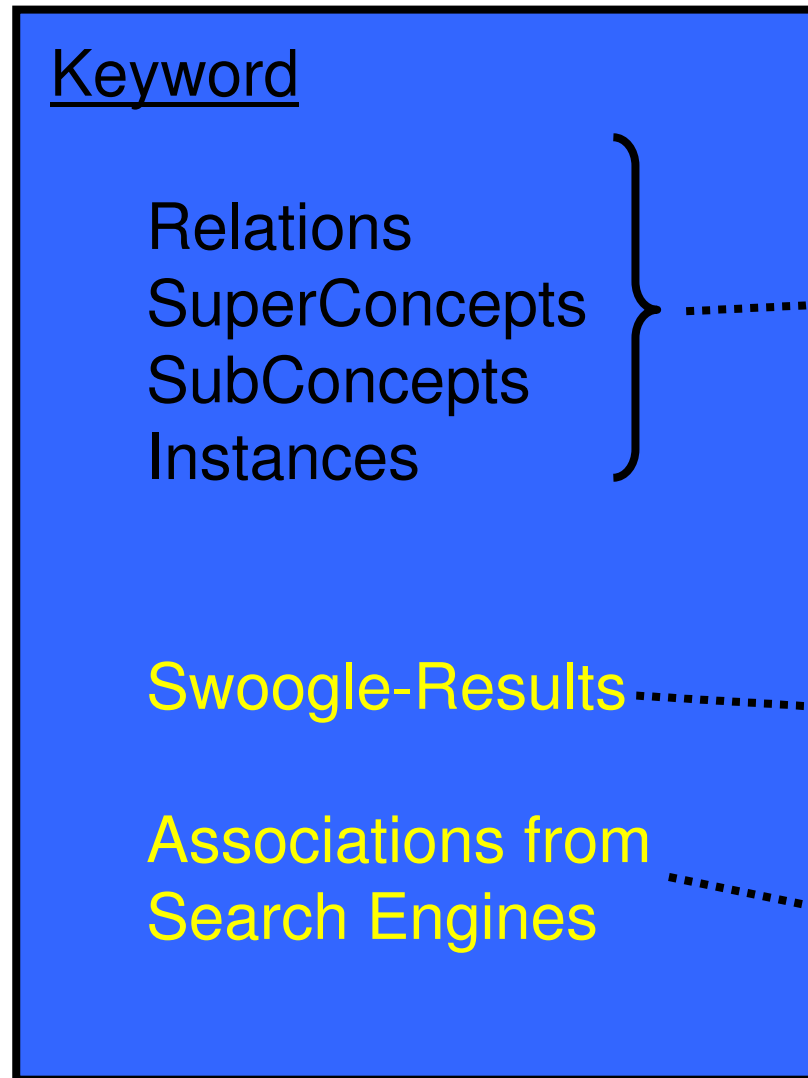 Keyword
Relations
SuperConcepts
SubConcepts
Instances
Swoogle-Results
Associations from
Search Engines